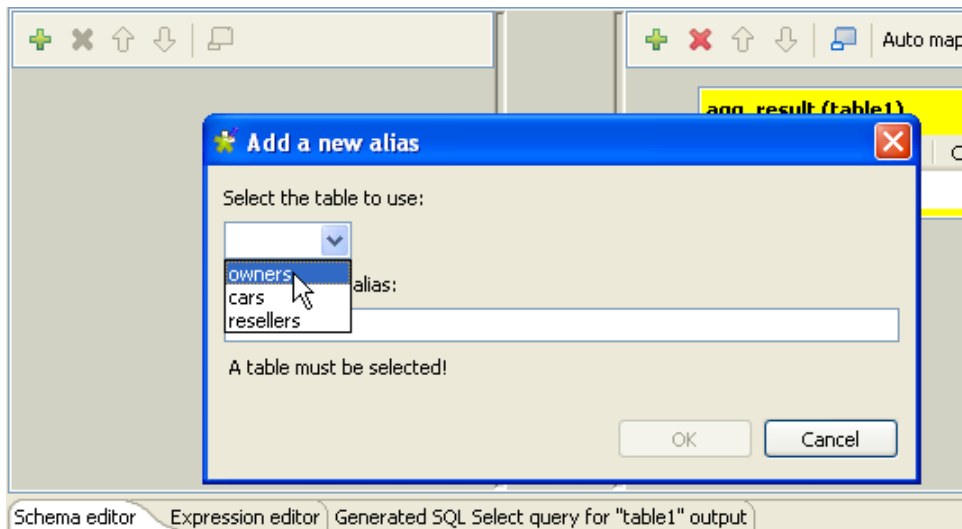 Auto map
agg_result (table1)
Add a new alias
Select the table to use:
owners
alias:
cars
resellers
A table must be selected!
OK
Cancel
Schema editor
Expression editor
Generated SQL Select query for "table1" output